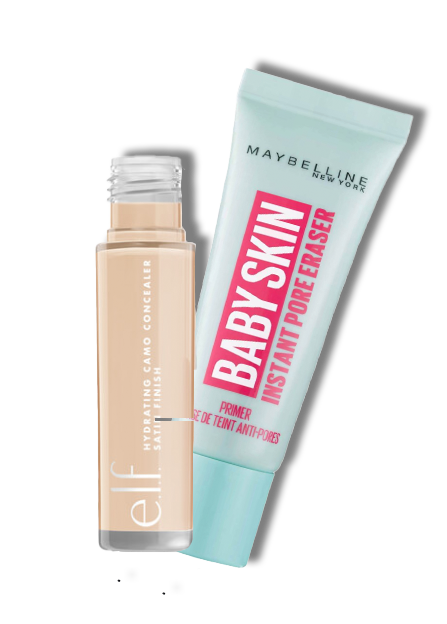 MAYBELLINE
NEW YORK
BABY SKIN
INSTANT PORE ERASER
PRIMER
DE TEINT ANTI-PORES
e.l.f.
HYDRATING CAMO CONCEALER
SATIN FINISH